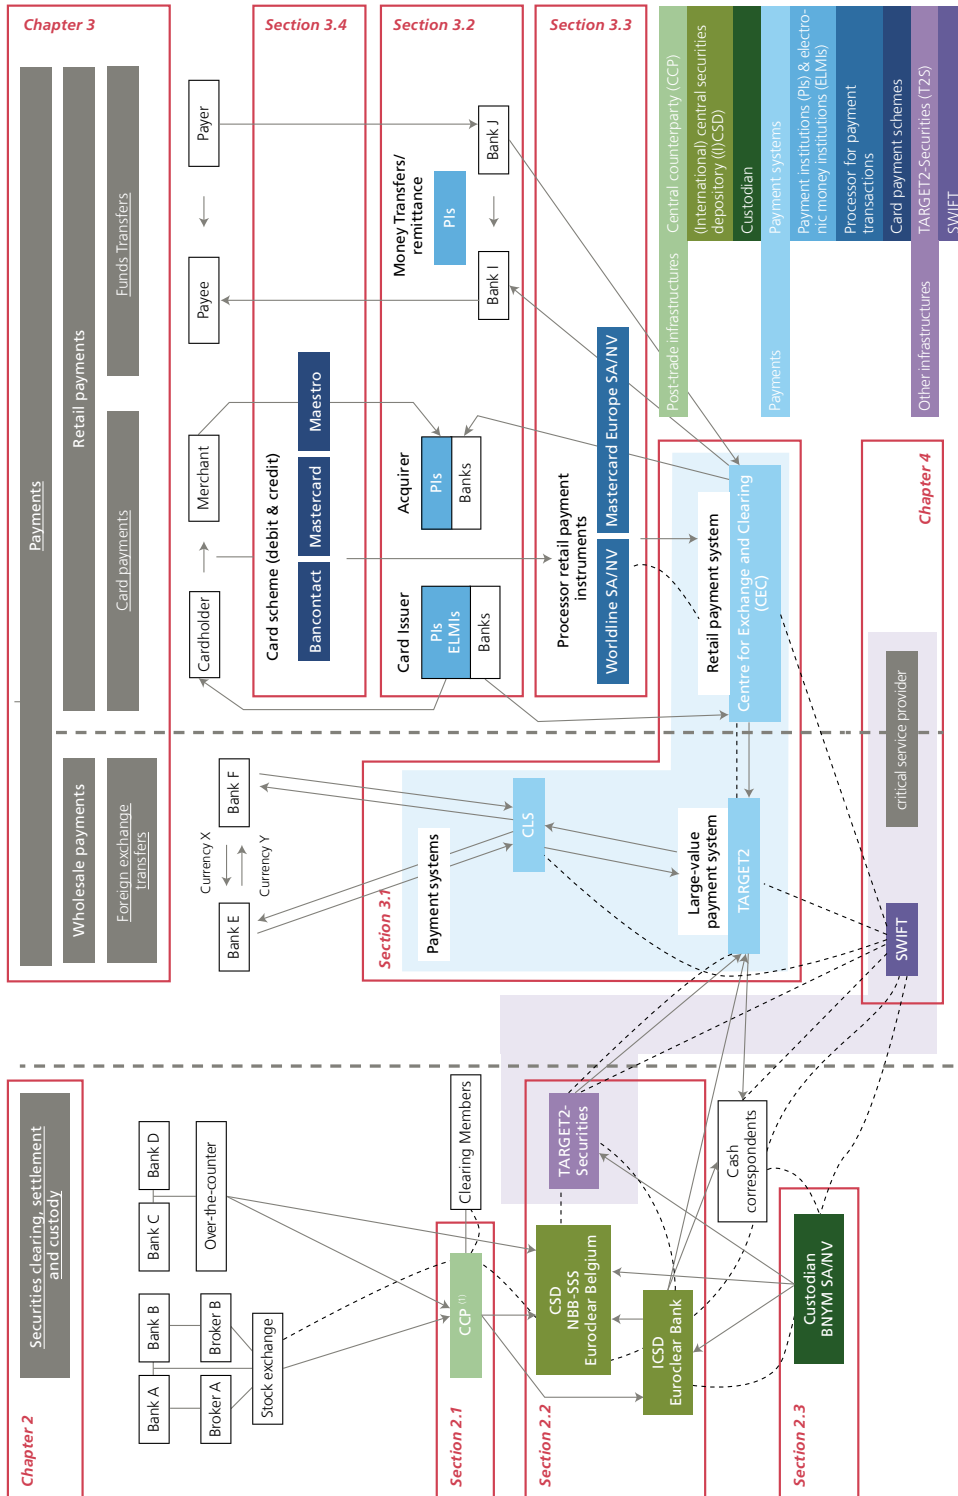 Chapter 2
Securities clearing, settlement
and custody
Bank A
Bank B
Bank C
Bank D
Broker A
Broker B
Over-the-counter
Stock exchange
Section 2.1
CCP (1)
Clearing Members
Section 2.2
CSD
NBB-SSS
Euroclear Belgium
TARGET2-
Securities
ICSD
Euroclear Bank
Cash
correspondents
Section 2.3
Custodian
BNYM SA/NV
Chapter 3
Payments
Wholesale payments
Retail payments
Foreign exchange
transfers
Card payments
Funds Transfers
Bank E
Currency X
Currency Y
Bank F
Cardholder
Merchant
Payee
Payer
Section 3.4
Card scheme (debit & credit)
Bancontact
Mastercard
Maestro
Section 3.2
Card Issuer
PIs
ELMIs
Banks
Acquirer
PIs
Banks
Money Transfers/
remittance
PIs
Bank I
Bank J
Section 3.3
Processor retail payment
instruments
Worldline SA/NV
Mastercard Europe SA/NV
Section 3.1
Payment systems
CLS
Large-value
payment system
TARGET2
Retail payment system
Centre for Exchange and Clearing
(CEC)
Chapter 4
SWIFT
critical service provider
Post-trade infrastructures
Central counterparty (CCP)
(International) central securities
depository ((I)CSD)
Custodian
Payments
Payment systems
Payment institutions (PIs) & electro-
nic money institutions (ELMIs)
Processor for payment
transactions
Card payment schemes
Other infrastructures
TARGET2-Securities (T2S)
SWIFT